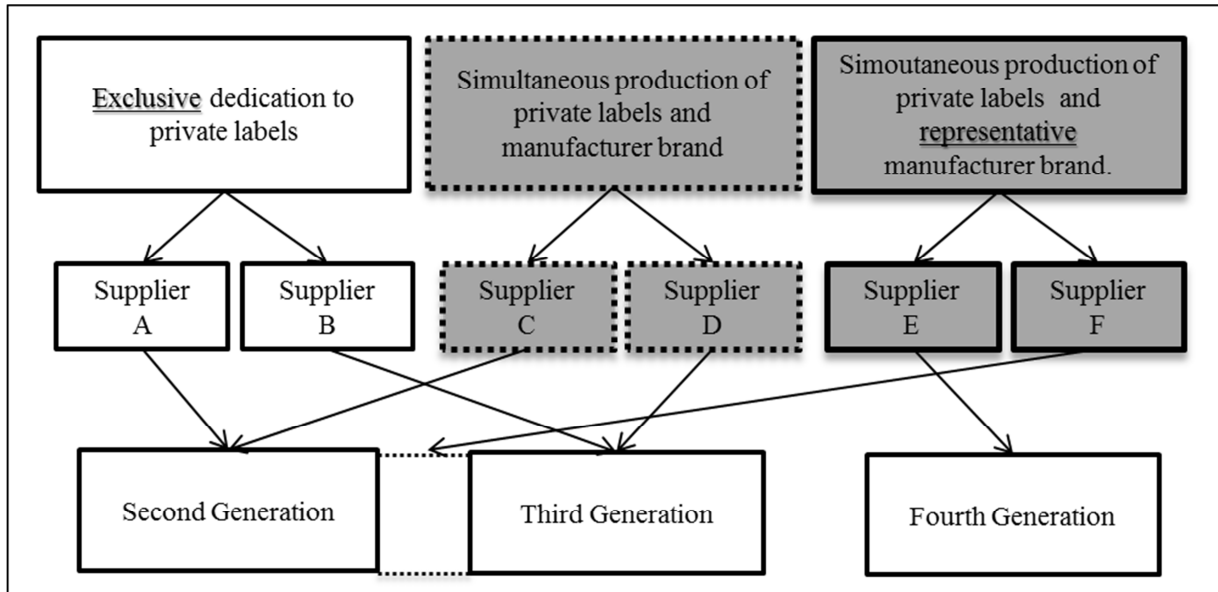 Exclusive dedication to
private labels
Simultaneous production of
private labels and
manufacturer brand
Simoutaneous production of
private labels and
representative
manufacturer brand.
Supplier
A
Supplier
B
Supplier
C
Supplier
D
Supplier
E
Supplier
F
Second Generation
Third Generation
Fourth Generation